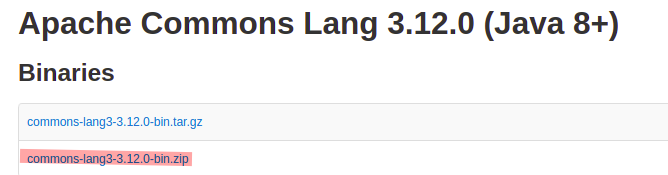 Apache Commons Lang 3.12.0 (Java 8+)
Binaries
commons-lang3-3.12.0-bin.tar.gz
commons-lang3-3.12.0-bin.zip